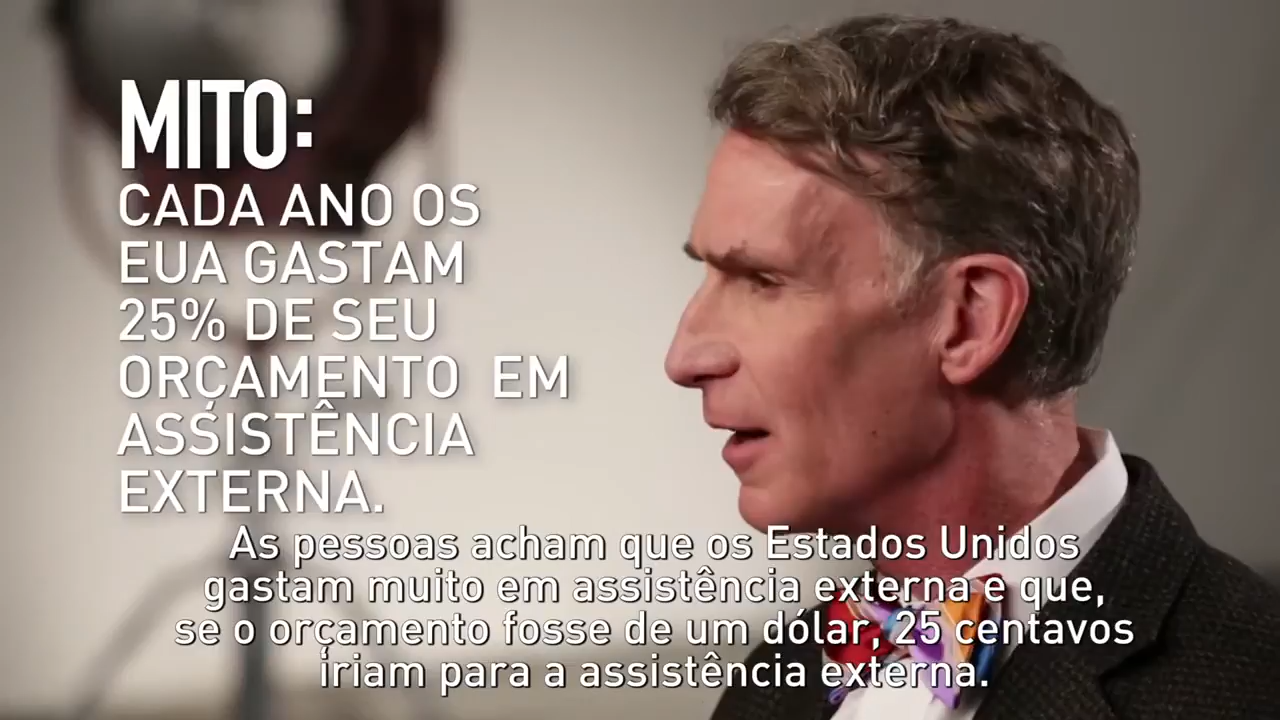 MITO:
CADA ANO OS
EUA GASTAM
25% DE SEU
ORÇAMENTO EM
ASSISTÊNCIA
EXTERNA.
As pessoas acham que os Estados Unidos
gastam muito em assistência externa e que,
se o orçamento fosse de um dólar, 25 centavos
iriam para a assistência externa.